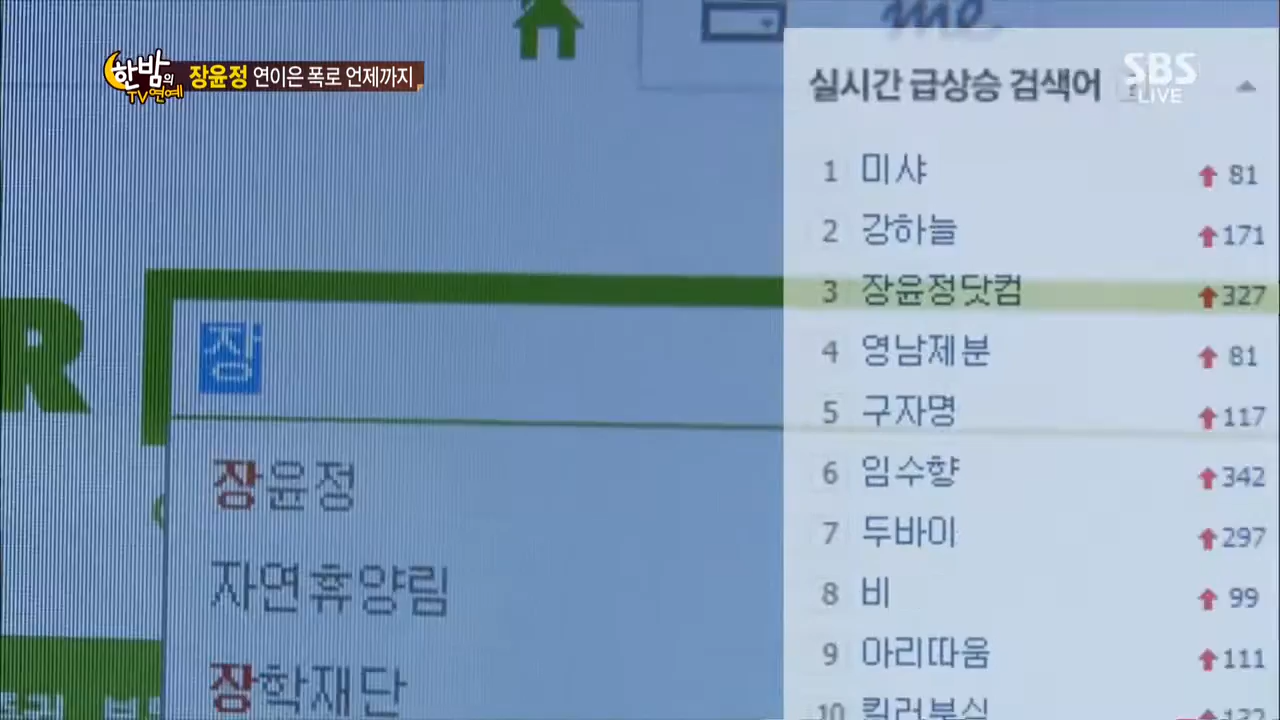 한밤의 TV연예
장윤정 연이은 폭로 언제까지
me
SBS
LIVE
실시간 급상승 검색어
1 미샤 81
2 강하늘 171
3 장윤정닷컴 327
4 영남제분 81
5 구자명 117
6 임수향 342
7 두바이 297
8 비 99
9 아리따움 111
10
R
장
장윤정
자연휴양림
장학재단